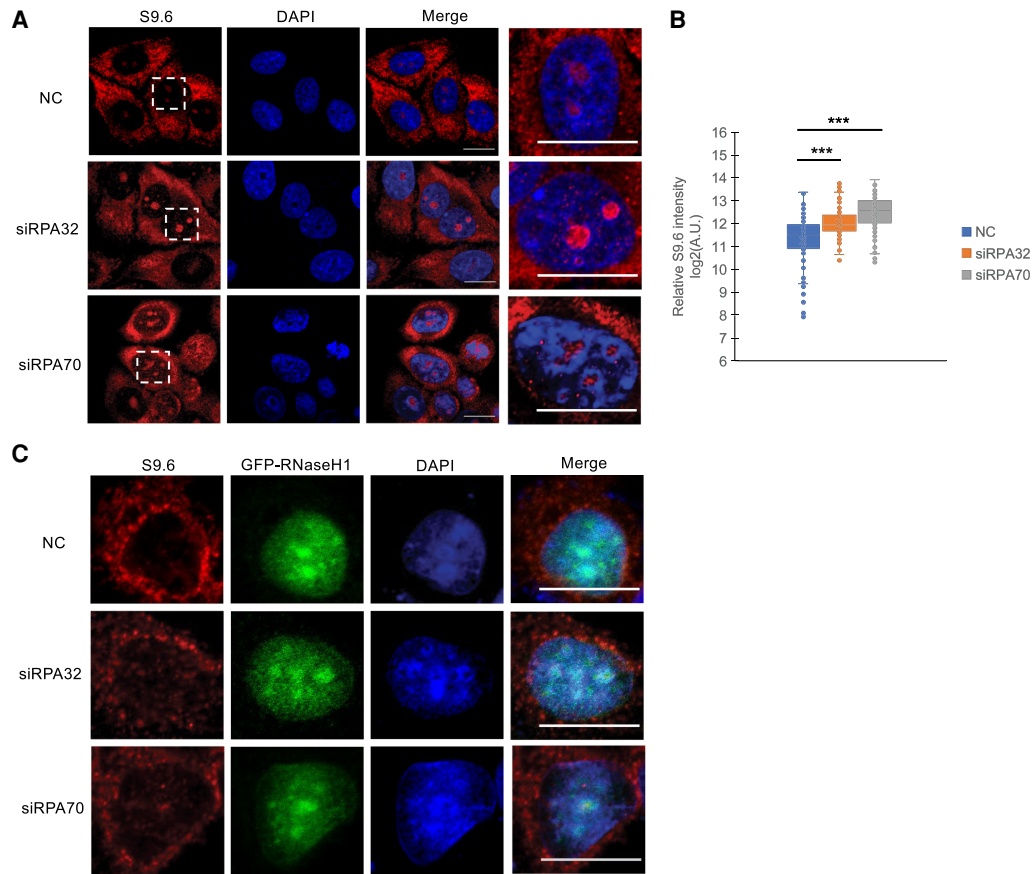 A
S9.6 DAPI Merge
NC
siRPA32
siRPA70
B
***
***
16
15
14
13
12
11
10
9
8
7
6
Relative S9.6 intensity
log2(A.U.)
NC
siRPA32
siRPA70
C
S9.6 GFP-RNaseH1 DAPI Merge
NC
siRPA32
siRPA70